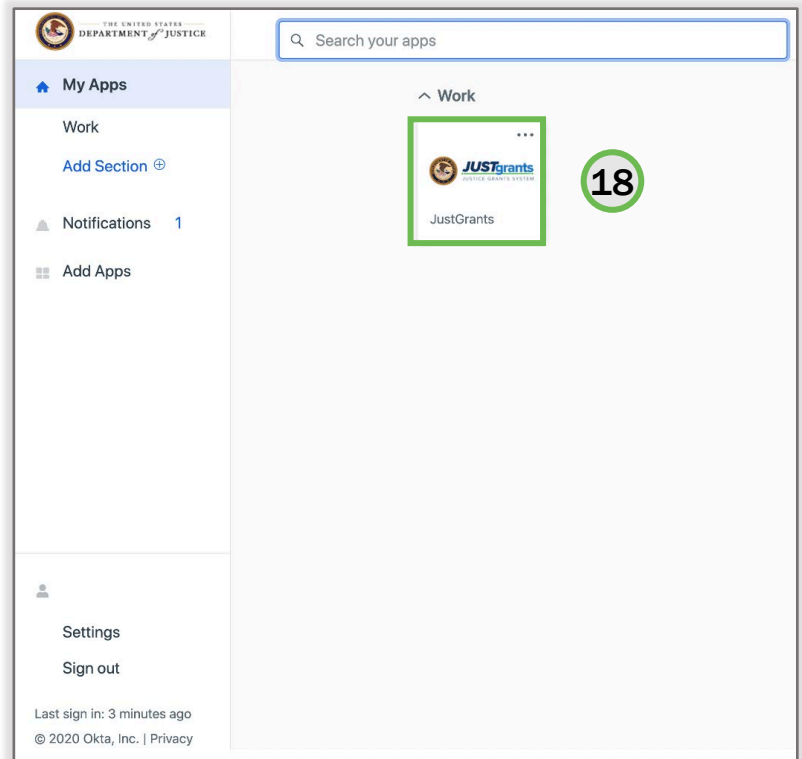 THE UNITED STATES
DEPARTMENT of JUSTICE
Search your apps
My Apps
Work
Add Section
Notifications 1
Add Apps
Work
...
JUSTgrants
JUSTICE GRANTS SYSTEM
JustGrants
18
Settings
Sign out
Last sign in: 3 minutes ago
© 2020 Okta, Inc. | Privacy